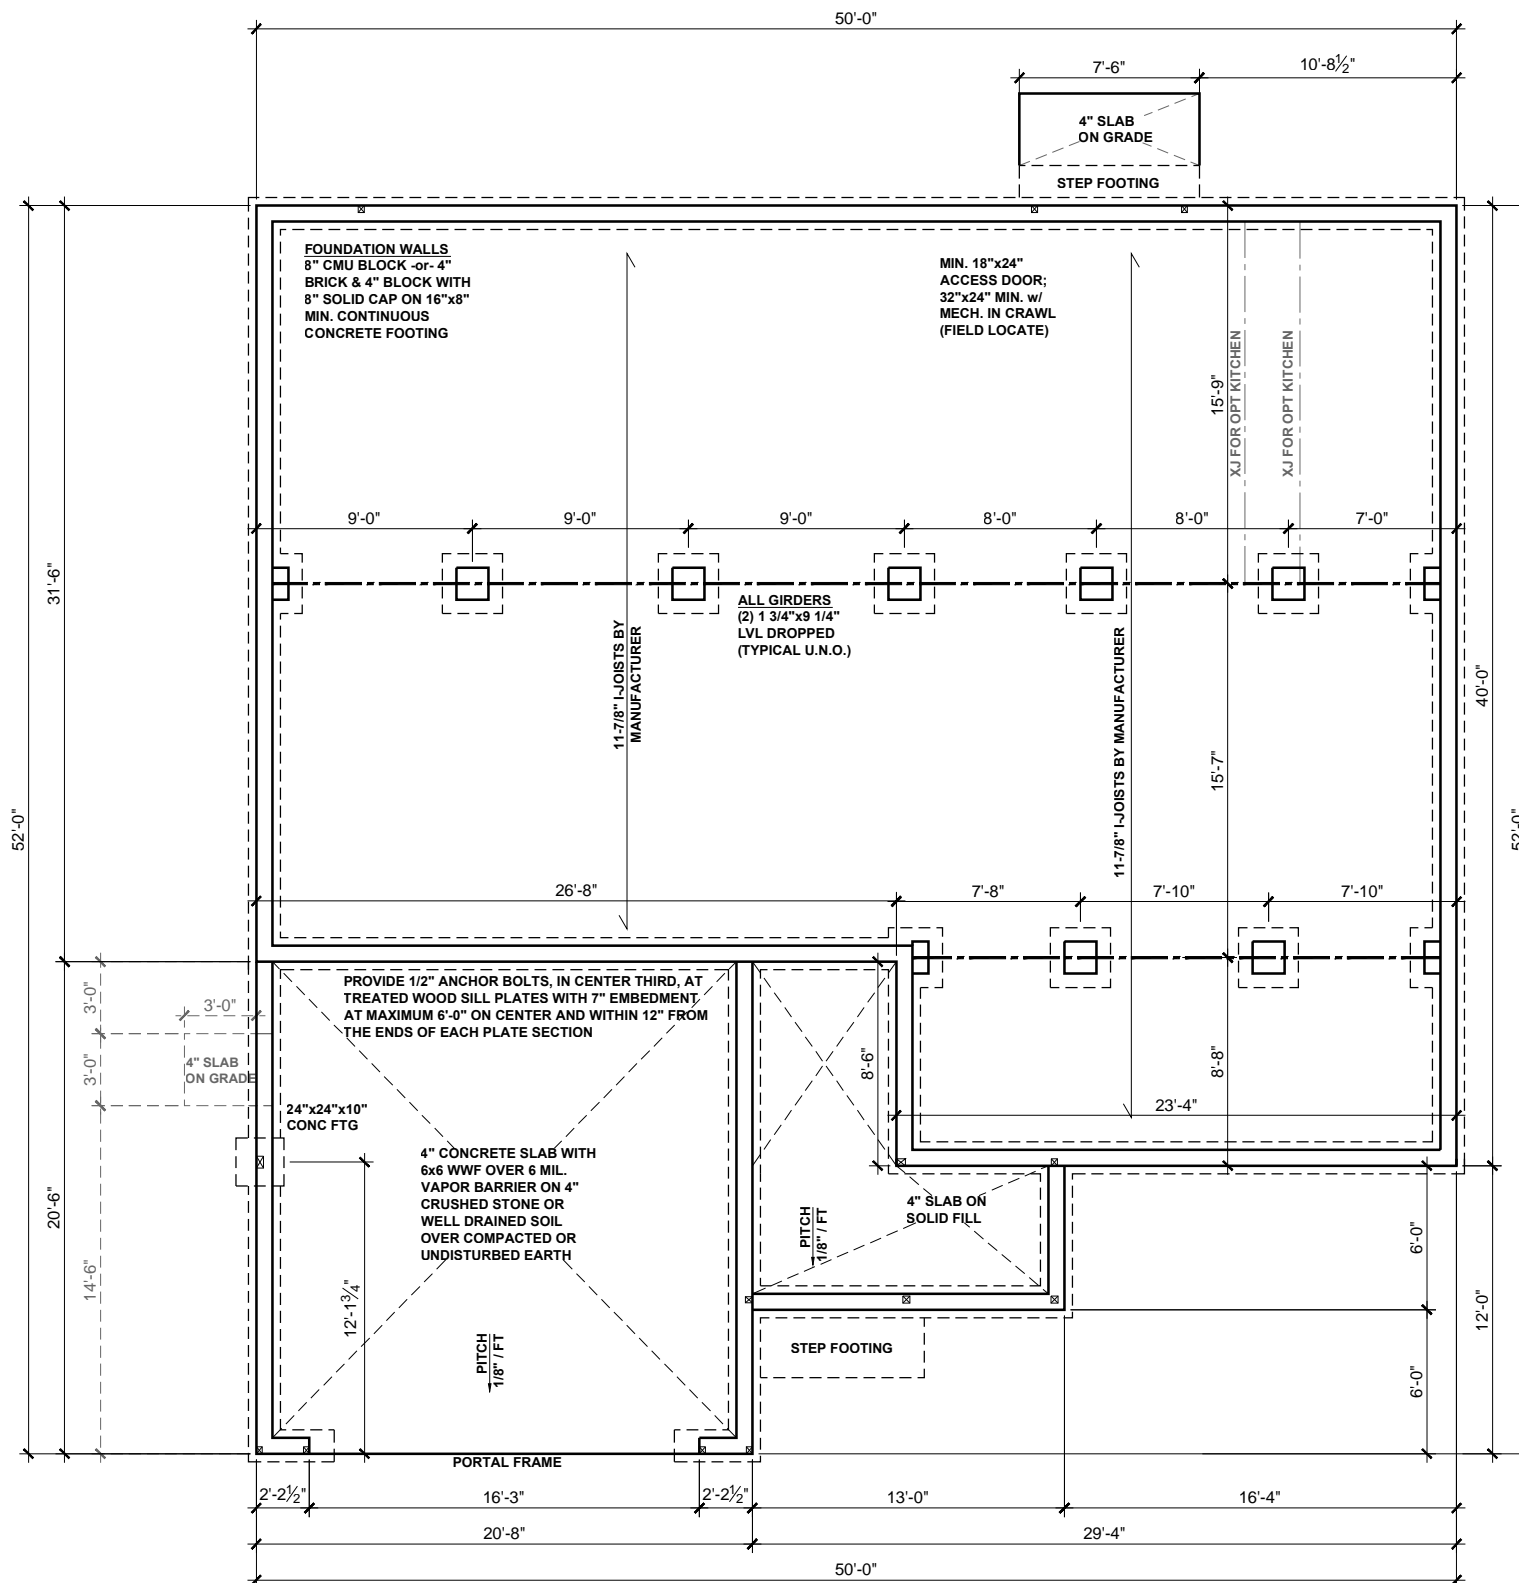 50'-0"
7'-6"
10'-8½"
4" SLAB
ON GRADE
STEP FOOTING
FOUNDATION WALLS
8" CMU BLOCK -or- 4"
BRICK & 4" BLOCK WITH
8" SOLID CAP ON 16"x8"
MIN. CONTINUOUS
CONCRETE FOOTING
MIN. 18"x24"
ACCESS DOOR;
32"x24" MIN. w/
MECH. IN CRAWL
(FIELD LOCATE)
15'-9"
XJ FOR OPT KITCHEN
XJ FOR OPT KITCHEN
9'-0"
9'-0"
9'-0"
8'-0"
8'-0"
7'-0"
31'-6"
ALL GIRDERS
(2) 1 3/4"x9 1/4"
LVL DROPPED
(TYPICAL U.N.O.)
11-7/8" I-JOISTS BY
MANUFACTURER
11-7/8" I-JOISTS BY MANUFACTURER
40'-0"
15'-7"
52'-0"
52'-0"
26'-8"
7'-8"
7'-10"
7'-10"
PROVIDE 1/2" ANCHOR BOLTS, IN CENTER THIRD, AT
TREATED WOOD SILL PLATES WITH 7" EMBEDMENT
AT MAXIMUM 6'-0" ON CENTER AND WITHIN 12" FROM
THE ENDS OF EACH PLATE SECTION
3'-0"
3'-0"
3'-0"
4" SLAB
ON GRADE
8'-6"
8'-8"
23'-4"
24"x24"x10"
CONC FTG
4" CONCRETE SLAB WITH
6x6 WWF OVER 6 MIL.
VAPOR BARRIER ON 4"
CRUSHED STONE OR
WELL DRAINED SOIL
OVER COMPACTED OR
UNDISTURBED EARTH
4" SLAB ON
SOLID FILL
PITCH
1/8" / FT
20'-6"
14'-6"
12'-1¾"
6'-0"
12'-0"
STEP FOOTING
PITCH
1/8" / FT
6'-0"
PORTAL FRAME
2'-2½"
16'-3"
2'-2½"
13'-0"
16'-4"
20'-8"
29'-4"
50'-0"